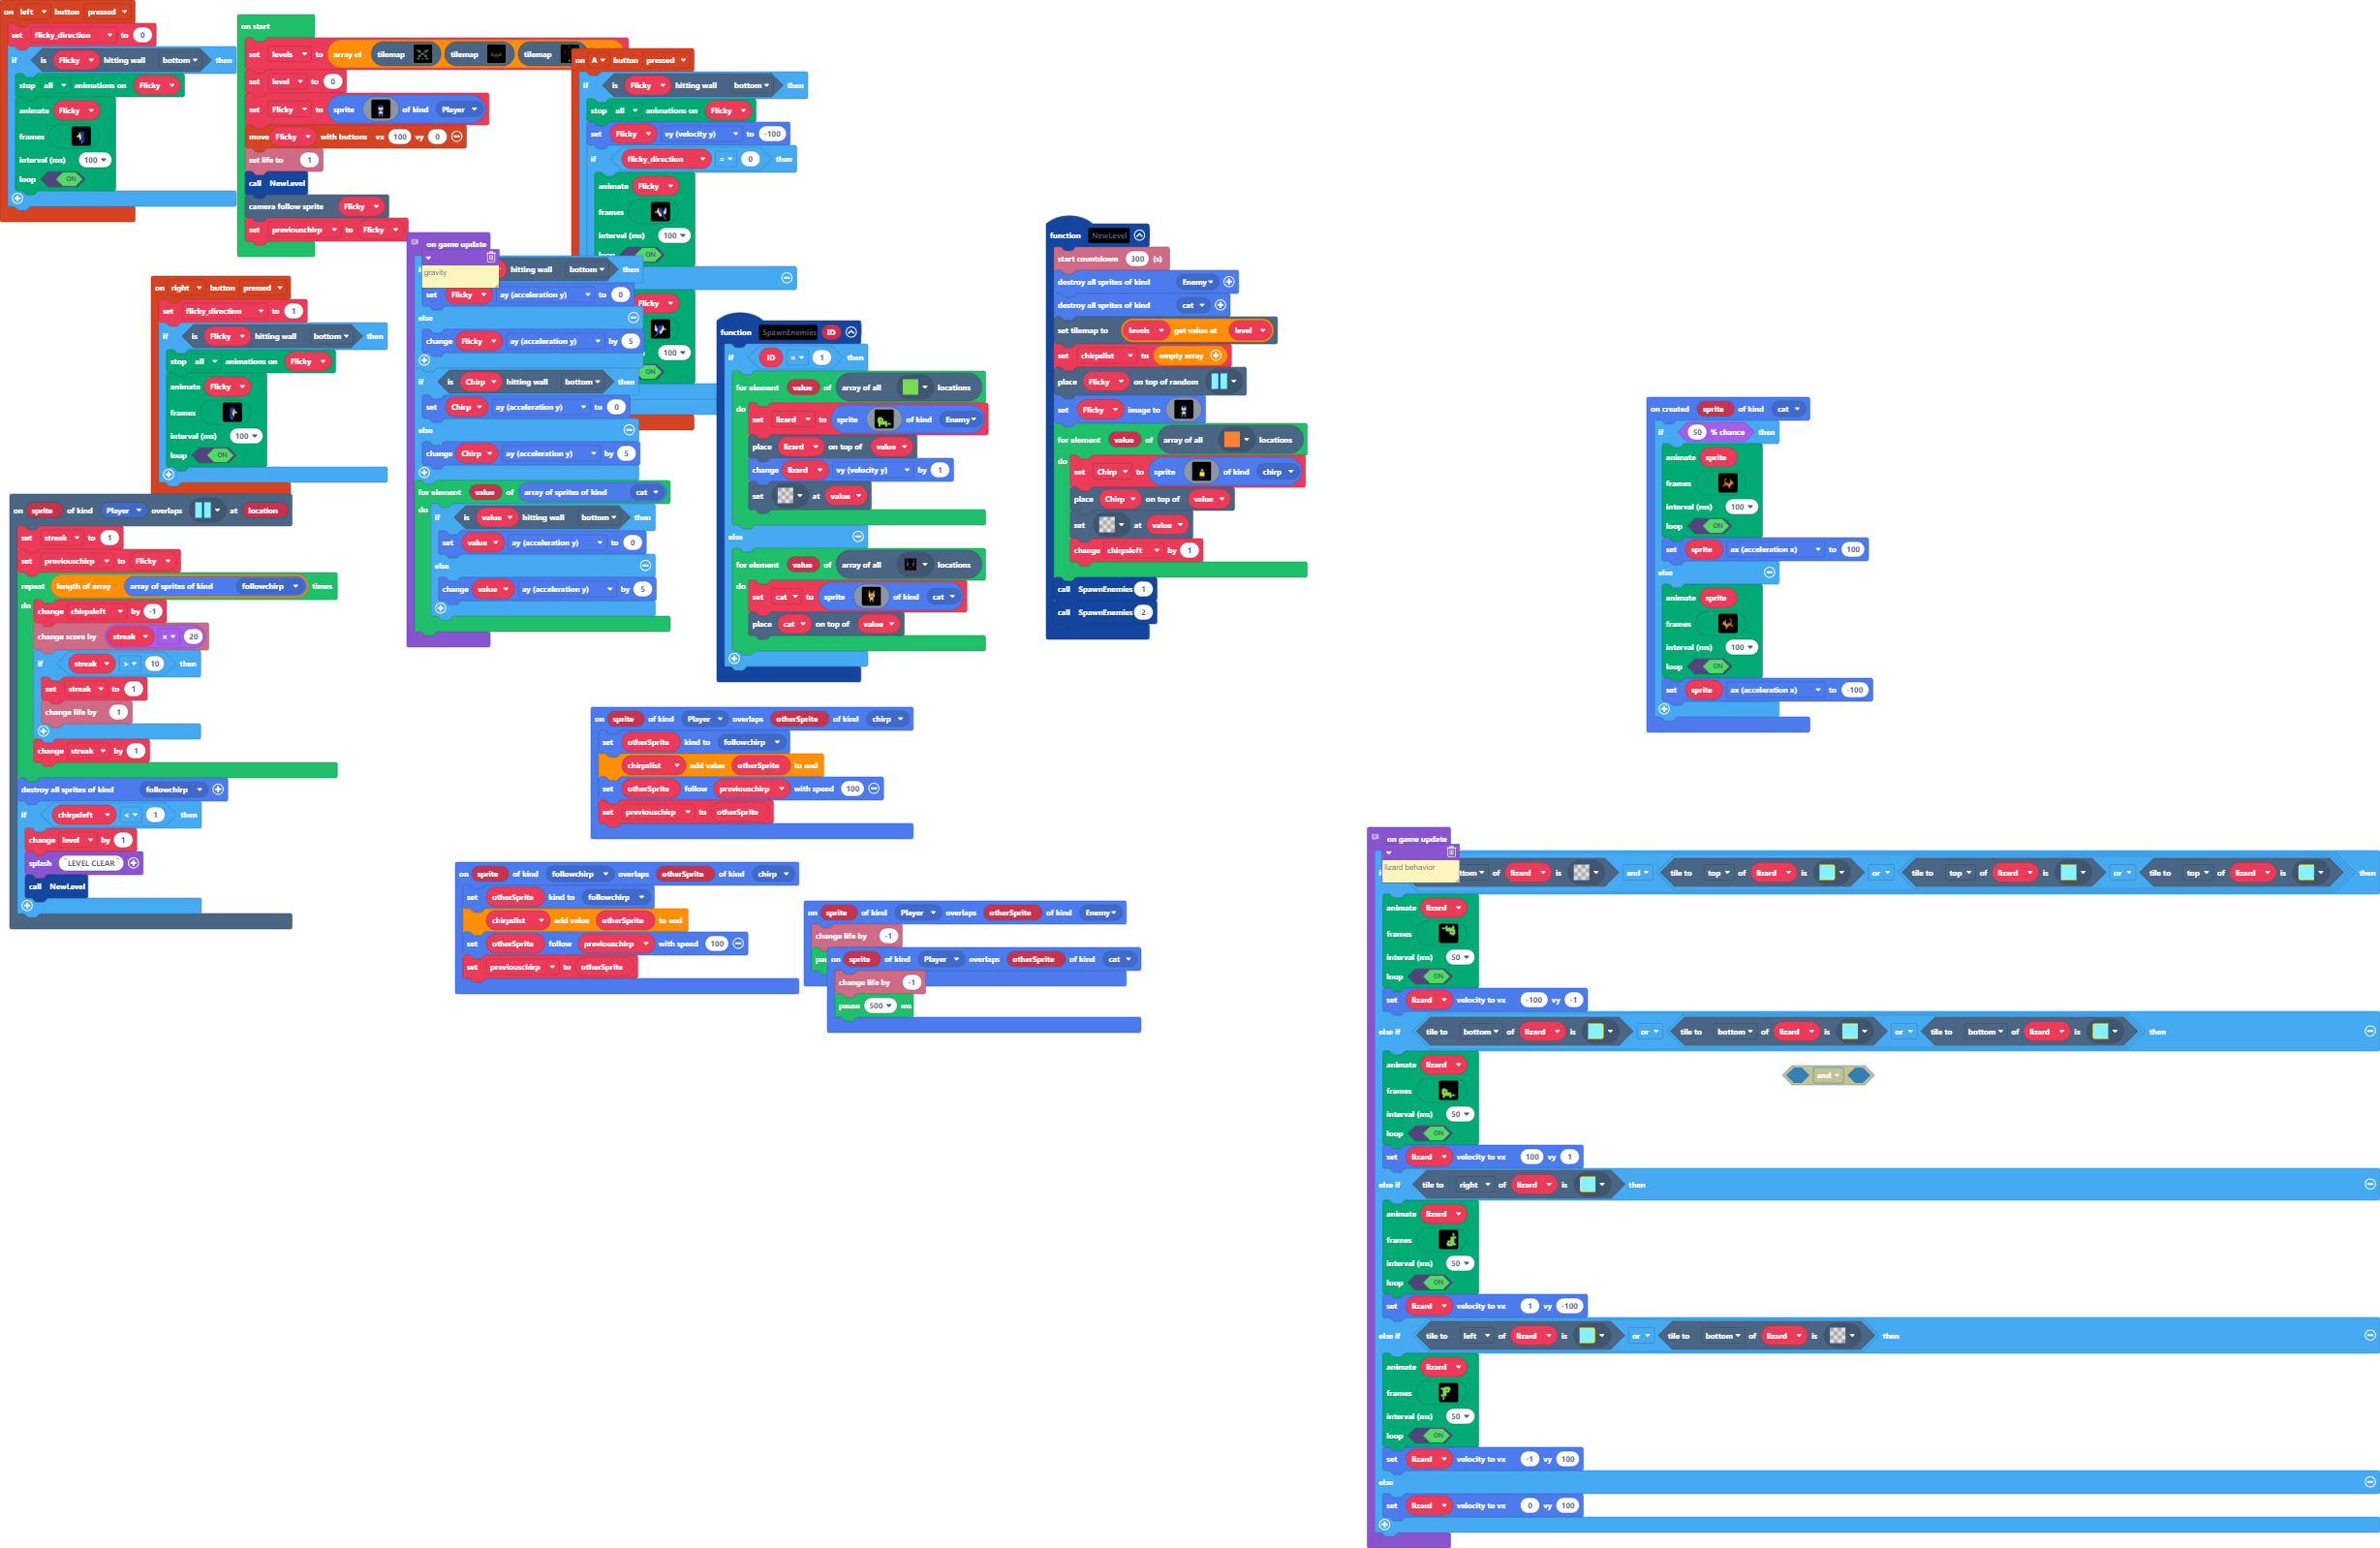 on left button pressed
set flicky_direction to 0
if is Flicky hitting wall bottom then
stop all animations on Flicky
animate Flicky
frames
interval (ms) 100
loop ON
on start
set levels to array of tilemap tilemap tilemap
set level to 0
set Flicky to sprite of kind Player
move Flicky with buttons vx 100 vy 0
set life to 1
call NewLevel
camera follow sprite Flicky
set previouschirp to Flicky
on A button pressed
if is Flicky hitting wall bottom then
stop all animations on Flicky
set Flicky vy (velocity y) to -100
if flicky_direction = 0 then
animate Flicky
frames
interval (ms) 100
loop ON
Flicky
100
ON
on right button pressed
set flicky_direction to 1
if is Flicky hitting wall bottom then
stop all animations on Flicky
animate Flicky
frames
interval (ms) 100
loop ON
on game update
gravity
hitting wall bottom then
set Flicky ay (acceleration y) to 0
else
change Flicky ay (acceleration y) by 5
if is Chirp hitting wall bottom then
set Chirp ay (acceleration y) to 0
else
change Chirp ay (acceleration y) by 5
for element value of array of sprites of kind cat
do
if is value hitting wall bottom then
set value ay (acceleration y) to 0
else
change value ay (acceleration y) by 5
function SpawnEnemies ID
if ID = 1 then
for element value of array of all locations
do
set lizard to sprite of kind Enemy
place lizard on top of value
change lizard vy (velocity y) by 1
set at value
else
for element value of array of all locations
do
set cat to sprite of kind cat
place cat on top of value
function NewLevel
start countdown 300 (s)
destroy all sprites of kind Enemy
destroy all sprites of kind cat
set tilemap to levels get value at level
set chirpslist to empty array
place Flicky on top of random
set Flicky image to
for element value of array of all locations
do
set Chirp to sprite of kind chirp
place Chirp on top of value
set at value
change chirpsleft by 1
call SpawnEnemies 1
call SpawnEnemies 2
on created sprite of kind cat
if 50 % chance then
animate sprite
frames
interval (ms) 100
loop ON
set sprite ax (acceleration x) to 100
else
animate sprite
frames
interval (ms) 100
loop ON
set sprite ax (acceleration x) to -100
on sprite of kind Player overlaps at location
set streak to 1
set previouschirp to Flicky
repeat length of array array of sprites of kind followchirp times
do
change chirpsleft by -1
change score by streak x 20
if streak > 10 then
set streak to 1
change life by 1
change streak by 1
destroy all sprites of kind followchirp
if chirpsleft < 1 then
change level by 1
splash "LEVEL CLEAR"
call NewLevel
on sprite of kind Player overlaps otherSprite of kind chirp
set otherSprite kind to followchirp
chirpslist add value otherSprite to end
set otherSprite follow previouschirp with speed 100
set previouschirp to otherSprite
on sprite of kind followchirp overlaps otherSprite of kind chirp
set otherSprite kind to followchirp
chirpslist add value otherSprite to end
set otherSprite follow previouschirp with speed 100
set previouschirp to otherSprite
on sprite of kind Player overlaps otherSprite of kind Enemy
change life by -1
on sprite of kind Player overlaps otherSprite of kind cat
change life by -1
pause 500 ms
on game update
lizard behavior
of lizard is and tile to top of lizard is or tile to top of lizard is or tile to top of lizard is then
animate lizard
frames
interval (ms) 50
loop ON
set lizard velocity to vx -100 vy -1
else if tile to bottom of lizard is or tile to bottom of lizard is or tile to bottom of lizard is then
animate lizard
frames
interval (ms) 50
loop ON
and
set lizard velocity to vx 100 vy 1
else if tile to right of lizard is then
animate lizard
frames
interval (ms) 50
loop ON
set lizard velocity to vx 1 vy -100
else if tile to left of lizard is or tile to bottom of lizard is then
animate lizard
frames
interval (ms) 50
loop ON
set lizard velocity to vx -1 vy 100
else
set lizard velocity to vx 0 vy 100